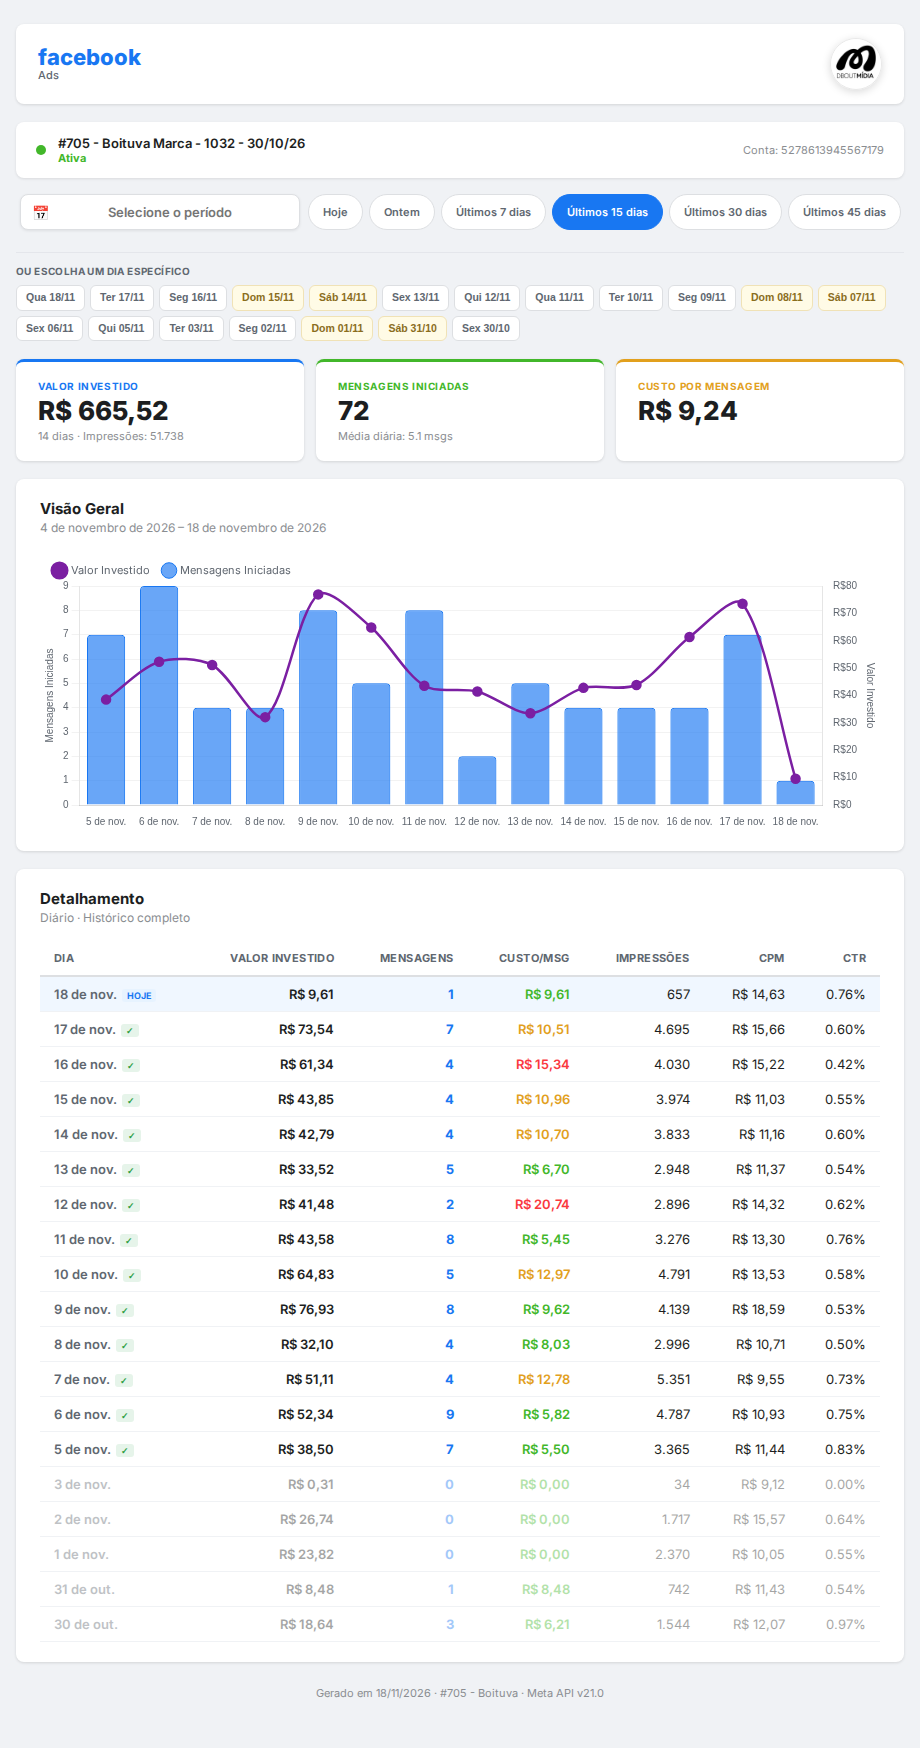 facebook
Ads
DBOUTMÍDIA
#705 - Boituva Marca - 1032 - 30/10/26
Ativa
Conta: 5278613945567179
Selecione o período
Hoje
Ontem
Últimos 7 dias
Últimos 15 dias
Últimos 30 dias
Últimos 45 dias
OU ESCOLHA UM DIA ESPECÍFICO
Qua 18/11 Ter 17/11 Seg 16/11 Dom 15/11 Sáb 14/11 Sex 13/11 Qui 12/11 Qua 11/11 Ter 10/11 Seg 09/11 Dom 08/11 Sáb 07/11
Sex 06/11 Qui 05/11 Ter 03/11 Seg 02/11 Dom 01/11 Sáb 31/10 Sex 30/10
VALOR INVESTIDO
R$ 665,52
14 dias · Impressões: 51.738
MENSAGENS INICIADAS
72
Média diária: 5.1 msgs
CUSTO POR MENSAGEM
R$ 9,24
Visão Geral
4 de novembro de 2026 – 18 de novembro de 2026
Valor Investido Mensagens Iniciadas
Mensagens Iniciadas
9
8
7
6
5
4
3
2
1
0
R$80
R$70
R$60
R$50
R$40
R$30
R$20
R$10
R$0
Valor Investido
5 de nov. 6 de nov. 7 de nov. 8 de nov. 9 de nov. 10 de nov. 11 de nov. 12 de nov. 13 de nov. 14 de nov. 15 de nov. 16 de nov. 17 de nov. 18 de nov.
Detalhamento
Diário · Histórico completo
DIA VALOR INVESTIDO MENSAGENS CUSTO/MSG IMPRESSÕES CPM CTR
18 de nov. HOJE R$ 9,61 1 R$ 9,61 657 R$ 14,63 0.76%
17 de nov. ✓ R$ 73,54 7 R$ 10,51 4.695 R$ 15,66 0.60%
16 de nov. ✓ R$ 61,34 4 R$ 15,34 4.030 R$ 15,22 0.42%
15 de nov. ✓ R$ 43,85 4 R$ 10,96 3.974 R$ 11,03 0.55%
14 de nov. ✓ R$ 42,79 4 R$ 10,70 3.833 R$ 11,16 0.60%
13 de nov. ✓ R$ 33,52 5 R$ 6,70 2.948 R$ 11,37 0.54%
12 de nov. ✓ R$ 41,48 2 R$ 20,74 2.896 R$ 14,32 0.62%
11 de nov. ✓ R$ 43,58 8 R$ 5,45 3.276 R$ 13,30 0.76%
10 de nov. ✓ R$ 64,83 5 R$ 12,97 4.791 R$ 13,53 0.58%
9 de nov. ✓ R$ 76,93 8 R$ 9,62 4.139 R$ 18,59 0.53%
8 de nov. ✓ R$ 32,10 4 R$ 8,03 2.996 R$ 10,71 0.50%
7 de nov. ✓ R$ 51,11 4 R$ 12,78 5.351 R$ 9,55 0.73%
6 de nov. ✓ R$ 52,34 9 R$ 5,82 4.787 R$ 10,93 0.75%
5 de nov. ✓ R$ 38,50 7 R$ 5,50 3.365 R$ 11,44 0.83%
3 de nov. R$ 0,31 0 R$ 0,00 34 R$ 9,12 0.00%
2 de nov. R$ 26,74 0 R$ 0,00 1.717 R$ 15,57 0.64%
1 de nov. R$ 23,82 0 R$ 0,00 2.370 R$ 10,05 0.55%
31 de out. R$ 8,48 1 R$ 8,48 742 R$ 11,43 0.54%
30 de out. R$ 18,64 3 R$ 6,21 1.544 R$ 12,07 0.97%
Gerado em 18/11/2026 · #705 - Boituva · Meta API v21.0